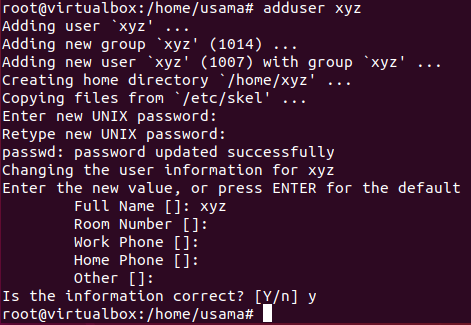 root@virtualbox:/home/usama# adduser xyz
Adding user `xyz' ...
Adding new group `xyz' (1014) ...
Adding new user `xyz' (1007) with group `xyz' ...
Creating home directory `/home/xyz' ...
Copying files from `/etc/skel' ...
Enter new UNIX password:
Retype new UNIX password:
passwd: password updated successfully
Changing the user information for xyz
Enter the new value, or press ENTER for the default
        Full Name []: xyz
        Room Number []:
        Work Phone []:
        Home Phone []:
        Other []:
Is the information correct? [Y/n] y
root@virtualbox:/home/usama#